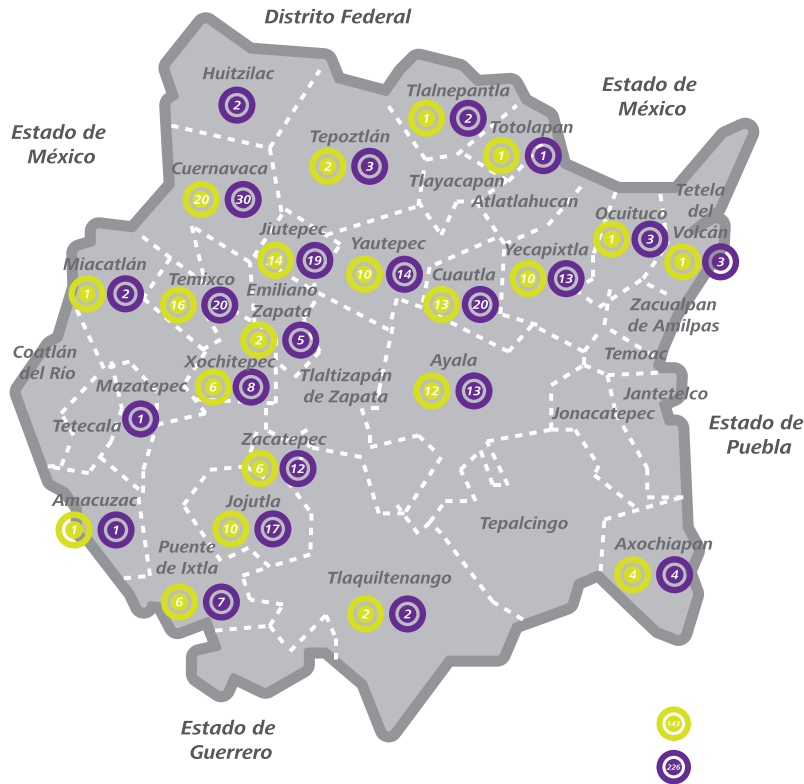 Distrito Federal
Huitzilac
2
Tlalnepantla
1 2
Estado de
México
Estado de
México
Tepoztlán
2 3
Totolapan
1 1
Cuernavaca
20 30
Tlayacapan
Atlatlahucan
Tetela
del
Volcán
1 3
Ocuituco
1 3
Jiutepec
14 19
Yautepec
10 14
Yecapixtla
10 13
Miacatlán
1 2
Temixco
16 20
Cuautla
13 20
Emiliano
Zapata
2 5
Zacualpan
de Amilpas
Coatlán
del Río
Xochitepec
6 8
Temoac
Ayala
12 13
Tlaltizapán
de Zapata
Mazatepec
1
Jantetelco
Jonacatepec
Tetecala
Estado de
Puebla
Zacatepec
6 12
Amacuzac
1 1
Jojutla
10 17
Tepalcingo
Puente
de Ixtla
6 7
Axochiapan
4 4
Tlaquiltenango
2 2
Estado de
Guerrero
143
226